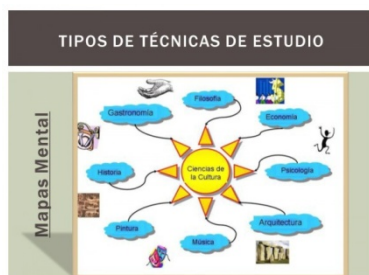 TIPOS DE TÉCNICAS DE ESTUDIO
Mapas Mental
Filosofía
Gastronomía
Economía
Historia
Ciencias de
la Cultura
Psicología
Pintura
Arquitectura
Música